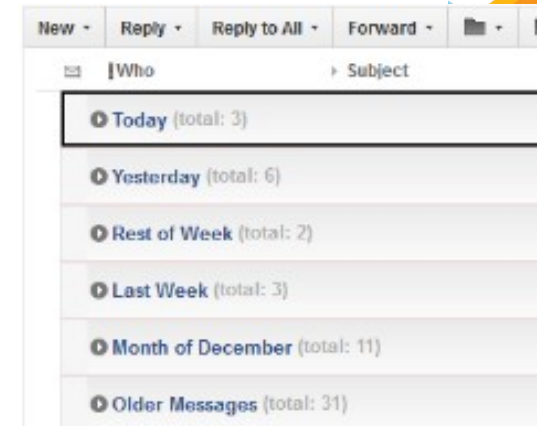 New Reply Reply to All Forward
Who Subject
Today (total: 3)
Yesterday (total: 6)
Rest of Week (total: 2)
Last Week (total: 3)
Month of December (total: 11)
Older Messages (total: 31)